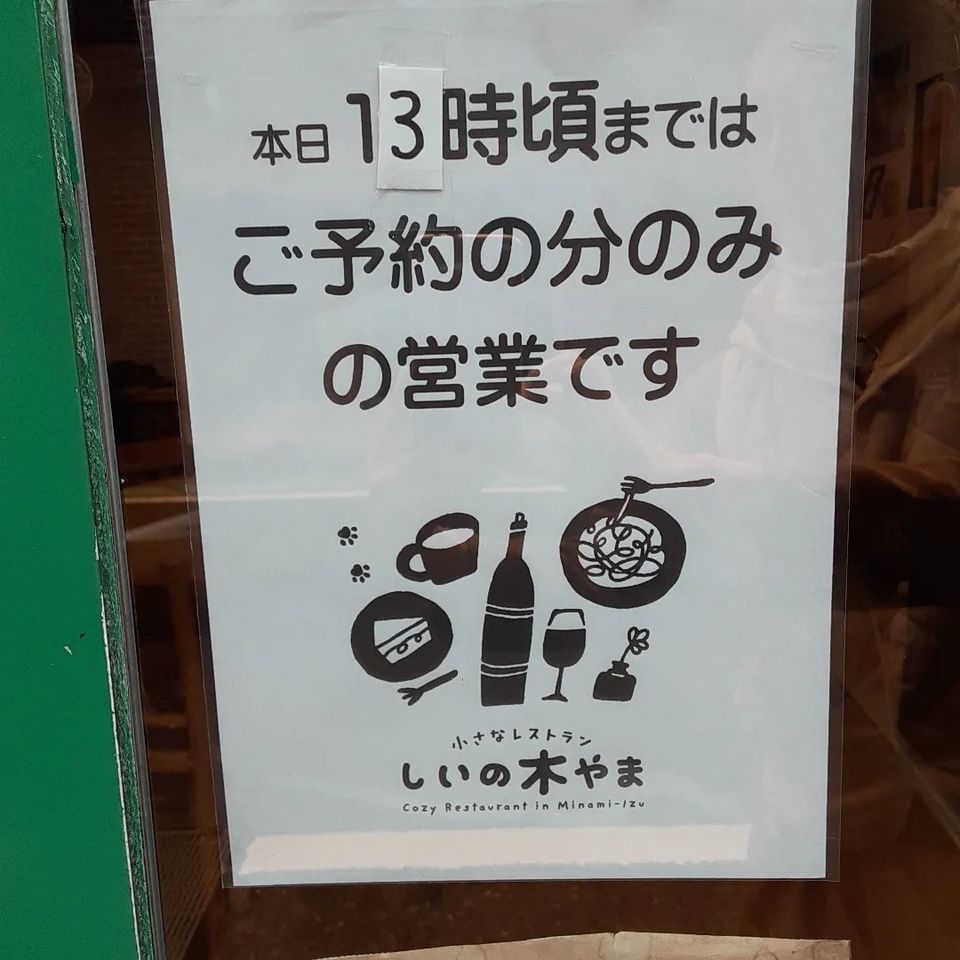 本日13時頃までは
ご予約の分のみ
の営業です
小さなレストラン
しいの木やま
Cozy Restaurant in Minami-Izu